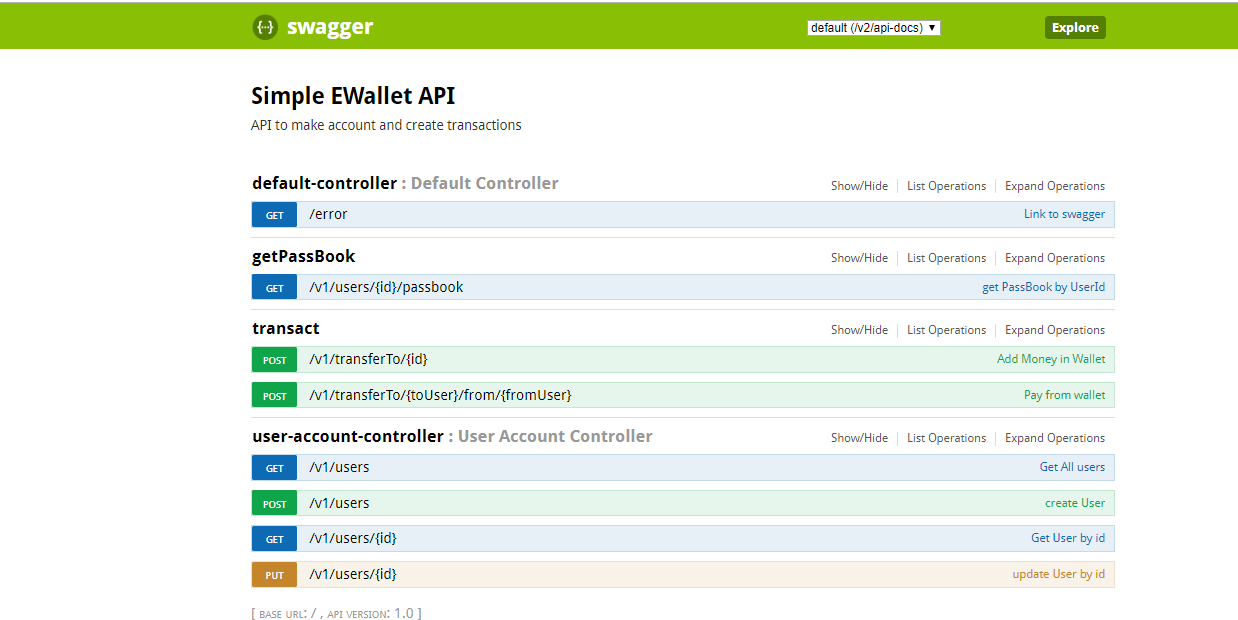 {···} swagger default (/v2/api-docs) ▼ Explore
Simple EWallet API
API to make account and create transactions
default-controller : Default Controller Show/Hide List Operations Expand Operations
GET /error Link to swagger
getPassBook Show/Hide List Operations Expand Operations
GET /v1/users/{id}/passbook get PassBook by UserId
transact Show/Hide List Operations Expand Operations
POST /v1/transferTo/{id} Add Money in Wallet
POST /v1/transferTo/{toUser}/from/{fromUser} Pay from wallet
user-account-controller : User Account Controller Show/Hide List Operations Expand Operations
GET /v1/users Get All users
POST /v1/users create User
GET /v1/users/{id} Get User by id
PUT /v1/users/{id} update User by id
[ BASE URL: / , API VERSION: 1.0 ]